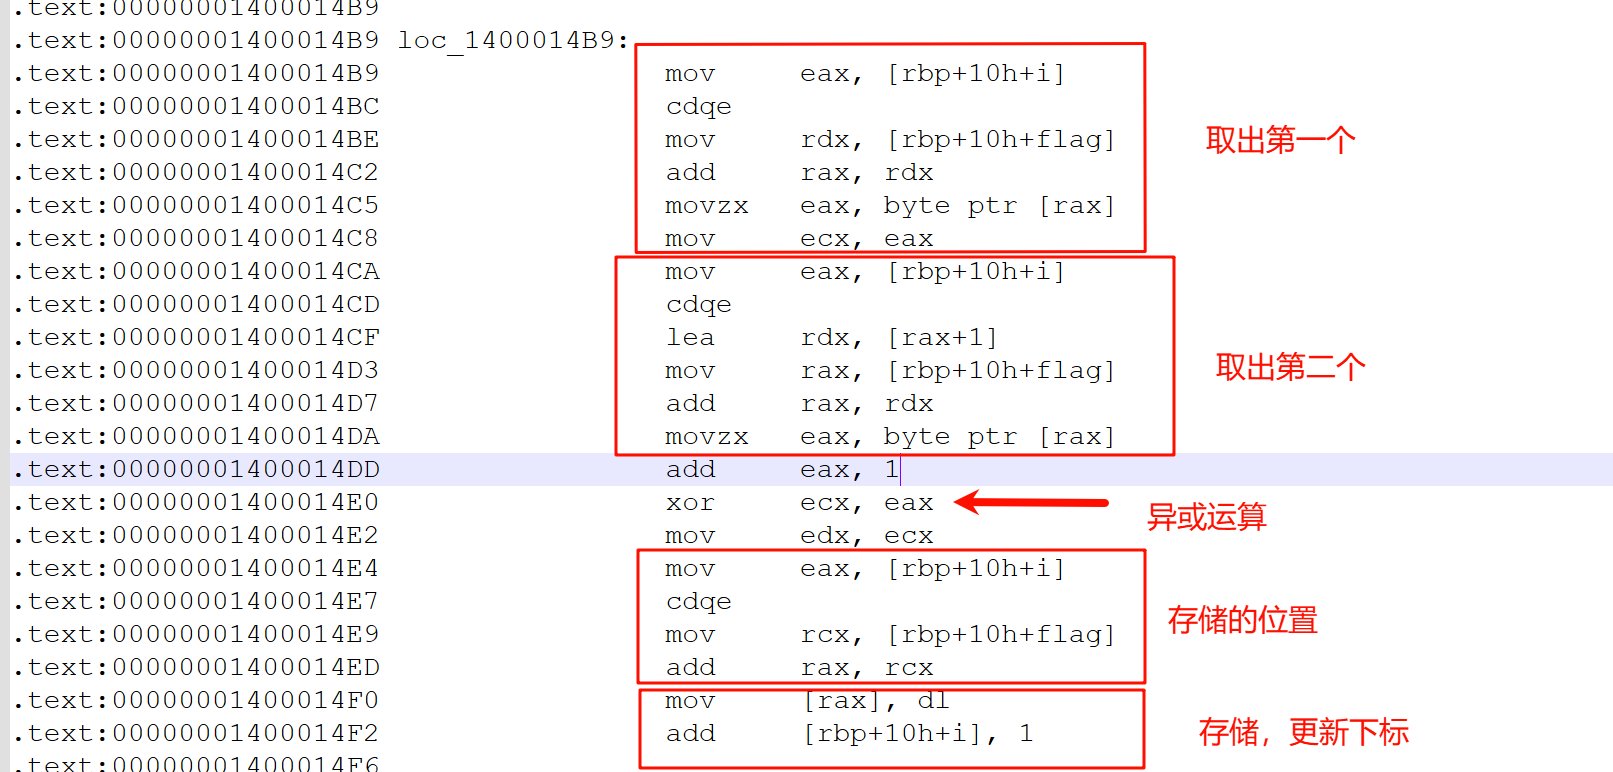 .text:00000001400014B9
.text:00000001400014B9 loc_1400014B9:
.text:00000001400014B9 mov eax, [rbp+10h+i]
.text:00000001400014BC cdqe
.text:00000001400014BE mov rdx, [rbp+10h+flag] 取出第一个
.text:00000001400014C2 add rax, rdx
.text:00000001400014C5 movzx eax, byte ptr [rax]
.text:00000001400014C8 mov ecx, eax
.text:00000001400014CA mov eax, [rbp+10h+i]
.text:00000001400014CD cdqe
.text:00000001400014CF lea rdx, [rax+1]
.text:00000001400014D3 mov rax, [rbp+10h+flag] 取出第二个
.text:00000001400014D7 add rax, rdx
.text:00000001400014DA movzx eax, byte ptr [rax]
.text:00000001400014DD add eax, 1
.text:00000001400014E0 xor ecx, eax 异或运算
.text:00000001400014E2 mov edx, ecx
.text:00000001400014E4 mov eax, [rbp+10h+i]
.text:00000001400014E7 cdqe
.text:00000001400014E9 mov rcx, [rbp+10h+flag] 存储的位置
.text:00000001400014ED add rax, rcx
.text:00000001400014F0 mov [rax], dl
.text:00000001400014F2 add [rbp+10h+i], 1 存储，更新下标
.text:00000001400014F6